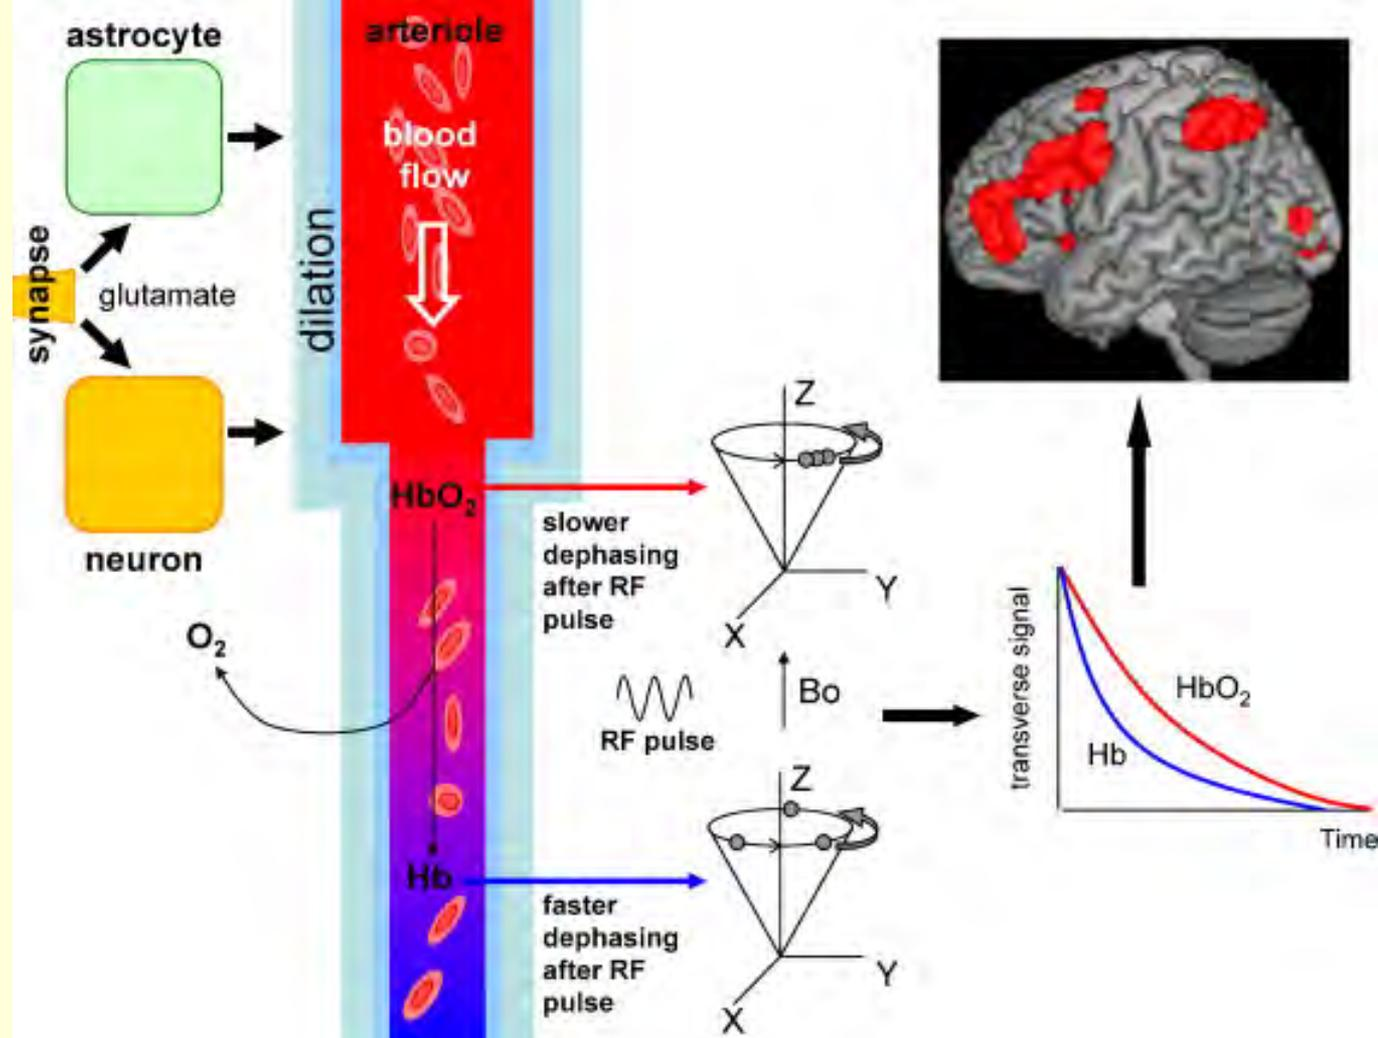 astrocyte
synapse
glutamate
neuron
O₂
arteriole
blood
flow
dilation
HbO₂
Hb
slower
dephasing
after RF
pulse
Z
Y
X
RF pulse
Bo
faster
dephasing
after RF
pulse
Z
Y
X
transverse signal
HbO₂
Hb
Time